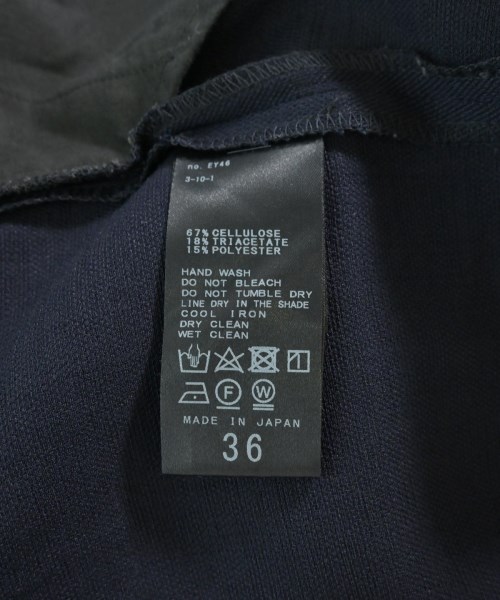 no. EY46
3-10-1
67% CELLULOSE
18% TRIACETATE
15% POLYESTER
HAND WASH
DO NOT BLEACH
DO NOT TUMBLE DRY
LINE DRY IN THE SHADE
COOL IRON
DRY CLEAN
WET CLEAN
F W
MADE IN JAPAN
36